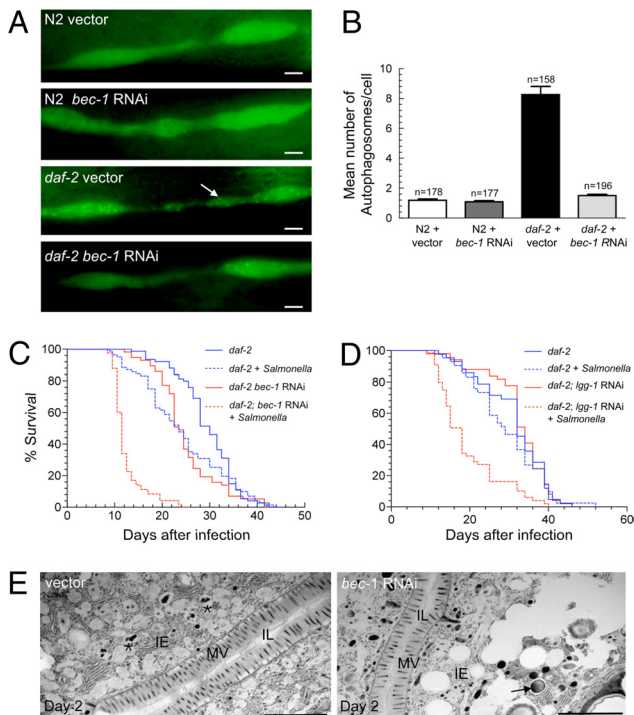 A
N2 vector
N2 bec-1 RNAi
daf-2 vector
daf-2 bec-1 RNAi
B
Mean number of
Autophagosomes/cell
10
8
6
4
2
0
n=178
n=177
n=158
n=196
N2 +
vector
N2 +
bec-1 RNAi
daf-2 +
vector
daf-2 +
bec-1 RNAi
C
% Survival
100
80
60
40
20
0
0 10 20 30 40 50
Days after infection
daf-2
daf-2 + Salmonella
daf-2 bec-1 RNAi
daf-2; bec-1 RNAi
+ Salmonella
D
100
80
60
40
20
0
0 20 40 60
Days after infection
daf-2
daf-2 + Salmonella
daf-2; lgg-1 RNAi
daf-2; lgg-1 RNAi
+ Salmonella
E
vector
*
*
IE
MV
IL
Day 2
bec-1 RNAi
IL
MV
IE
Day 2